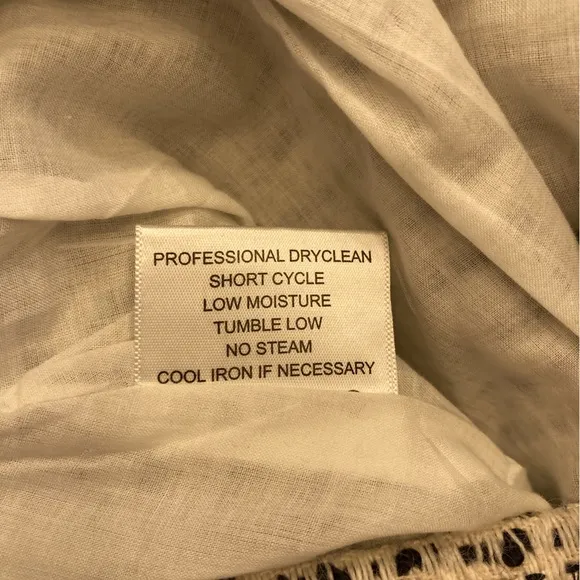 PROFESSIONAL DRYCLEAN
SHORT CYCLE
LOW MOISTURE
TUMBLE LOW
NO STEAM
COOL IRON IF NECESSARY